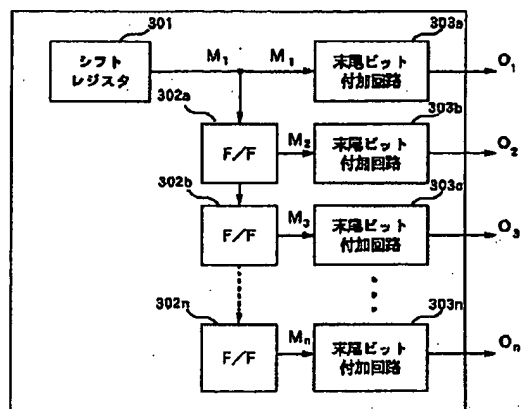 301
シフト
レジスタ
M₁
M₁
303a
末尾ビット
付加回路
O₁
302a
F/F
M₂
303b
末尾ビット
付加回路
O₂
302b
F/F
M₃
303c
末尾ビット
付加回路
O₃
302n
F/F
Mₙ
303n
末尾ビット
付加回路
Oₙ